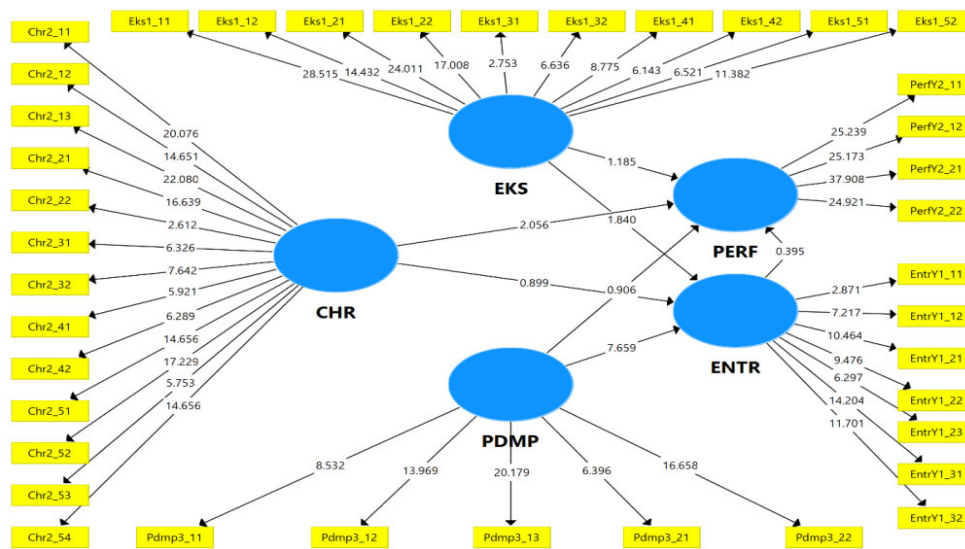 Eks1_11
Eks1_12
Eks1_21
Eks1_22
Eks1_31
Eks1_32
Eks1_41
Eks1_42
Eks1_51
Eks1_52
28.515
14.432
24.011
17.008
2.753
6.636
8.775
6.143
6.521
11.382
EKS
Chr2_11
Chr2_12
Chr2_13
Chr2_21
Chr2_22
Chr2_31
Chr2_32
Chr2_41
Chr2_42
Chr2_51
Chr2_52
Chr2_53
Chr2_54
20.076
14.651
22.080
16.639
2.612
6.326
7.642
5.921
6.289
14.656
17.229
5.753
14.656
CHR
1.185
2.056
1.840
0.899
0.906
7.659
0.395
PERF
25.239
25.173
37.908
24.921
PerfY2_11
PerfY2_12
PerfY2_21
PerfY2_22
ENTR
2.871
7.217
10.464
9.476
6.297
14.204
11.701
EntrY1_11
EntrY1_12
EntrY1_21
EntrY1_22
EntrY1_23
EntrY1_31
EntrY1_32
PDMP
8.532
13.969
20.179
6.396
16.658
Pdmp3_11
Pdmp3_12
Pdmp3_13
Pdmp3_21
Pdmp3_22